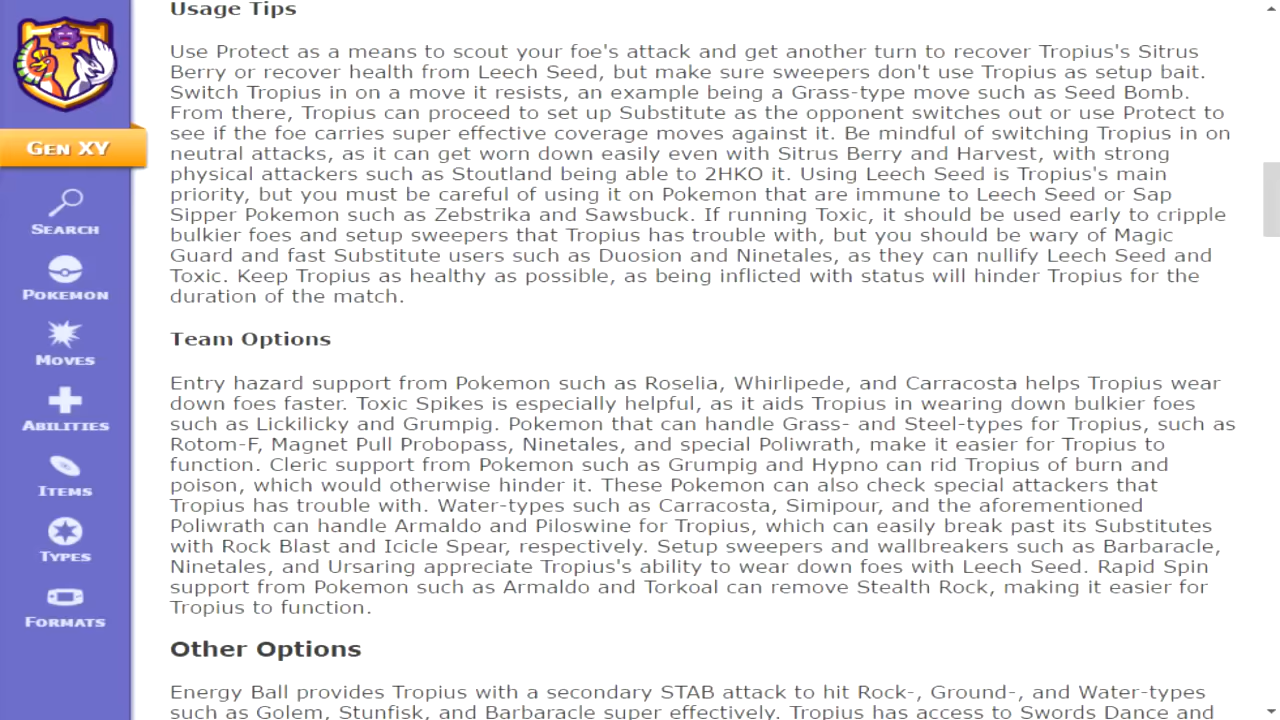 Usage Tips
Use Protect as a means to scout your foe's attack and get another turn to recover Tropius's Sitrus
Berry or recover health from Leech Seed, but make sure sweepers don't use Tropius as setup bait.
Switch Tropius in on a move it resists, an example being a Grass-type move such as Seed Bomb.
From there, Tropius can proceed to set up Substitute as the opponent switches out or use Protect to
see if the foe carries super effective coverage moves against it. Be mindful of switching Tropius in on
neutral attacks, as it can get worn down easily even with Sitrus Berry and Harvest, with strong
physical attackers such as Stoutland being able to 2HKO it. Using Leech Seed is Tropius's main
priority, but you must be careful of using it on Pokemon that are immune to Leech Seed or Sap
Sipper Pokemon such as Zebstrika and Sawsbuck. If running Toxic, it should be used early to cripple
bulkier foes and setup sweepers that Tropius has trouble with, but you should be wary of Magic
Guard and fast Substitute users such as Duosion and Ninetales, as they can nullify Leech Seed and
Toxic. Keep Tropius as healthy as possible, as being inflicted with status will hinder Tropius for the
duration of the match.
Team Options
Entry hazard support from Pokemon such as Roselia, Whirlipede, and Carracosta helps Tropius wear
down foes faster. Toxic Spikes is especially helpful, as it aids Tropius in wearing down bulkier foes
such as Lickilicky and Grumpig. Pokemon that can handle Grass- and Steel-types for Tropius, such as
Rotom-F, Magnet Pull Probopass, Ninetales, and special Poliwrath, make it easier for Tropius to
function. Cleric support from Pokemon such as Grumpig and Hypno can rid Tropius of burn and
poison, which would otherwise hinder it. These Pokemon can also check special attackers that
Tropius has trouble with. Water-types such as Carracosta, Simipour, and the aforementioned
Poliwrath can handle Armaldo and Piloswine for Tropius, which can easily break past its Substitutes
with Rock Blast and Icicle Spear, respectively. Setup sweepers and wallbreakers such as Barbaracle,
Ninetales, and Ursaring appreciate Tropius's ability to wear down foes with Leech Seed. Rapid Spin
support from Pokemon such as Armaldo and Torkoal can remove Stealth Rock, making it easier for
Tropius to function.
Other Options
Energy Ball provides Tropius with a secondary STAB attack to hit Rock-, Ground-, and Water-types
such as Golem, Stunfisk, and Barbaracle super effectively. Tropius has access to Swords Dance and
GEN XY
SEARCH
POKEMON
MOVES
ABILITIES
ITEMS
TYPES
FORMATS